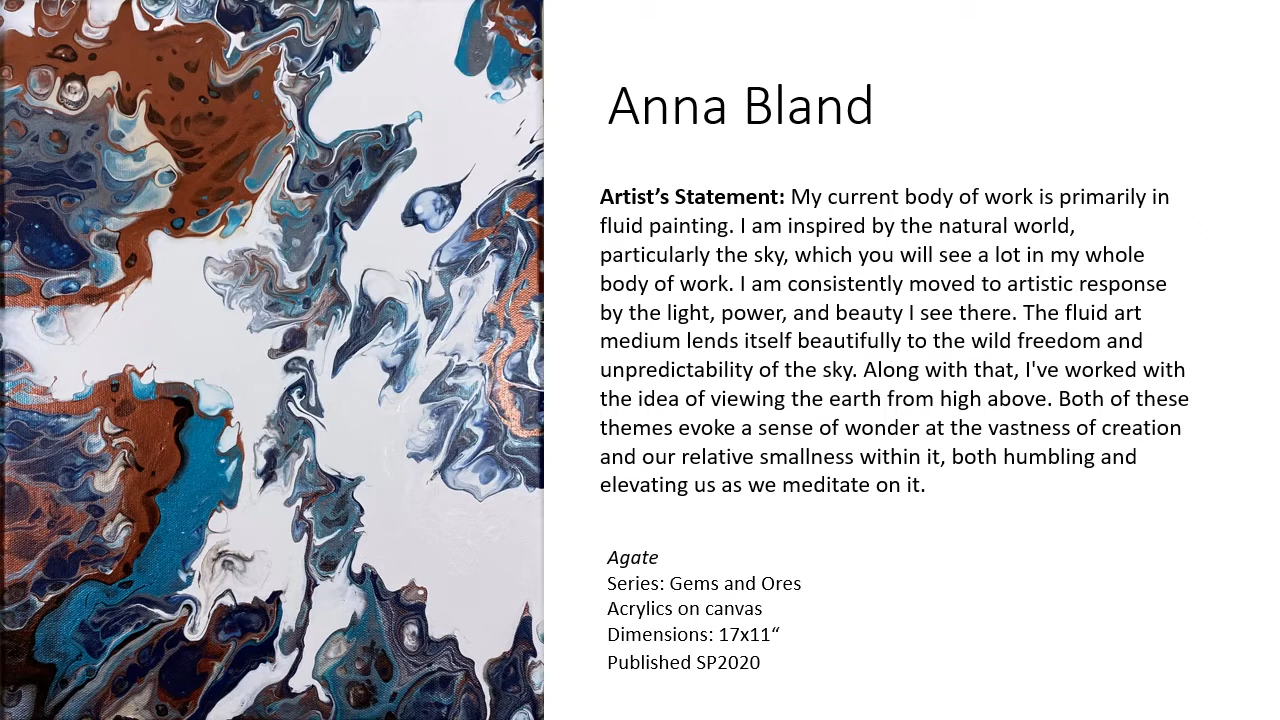 Anna Bland
Artist’s Statement: My current body of work is primarily in
fluid painting. I am inspired by the natural world,
particularly the sky, which you will see a lot in my whole
body of work. I am consistently moved to artistic response
by the light, power, and beauty I see there. The fluid art
medium lends itself beautifully to the wild freedom and
unpredictability of the sky. Along with that, I've worked with
the idea of viewing the earth from high above. Both of these
themes evoke a sense of wonder at the vastness of creation
and our relative smallness within it, both humbling and
elevating us as we meditate on it.
Agate
Series: Gems and Ores
Acrylics on canvas
Dimensions: 17x11“
Published SP2020